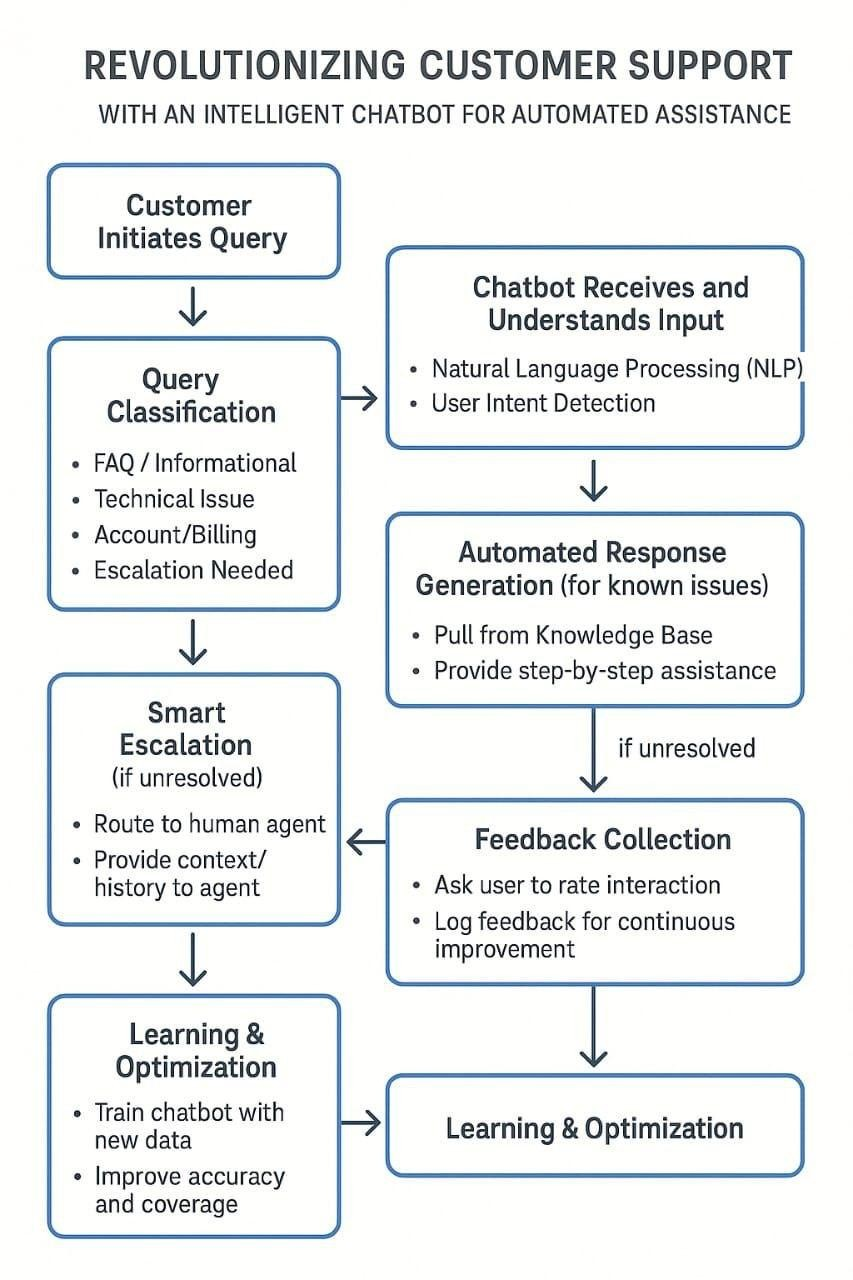 REVOLUTIONIZING CUSTOMER SUPPORT
WITH AN INTELLIGENT CHATBOT FOR AUTOMATED ASSISTANCE
Customer
Initiates Query
Query
Classification
• FAQ / Informational
• Technical Issue
• Account/Billing
• Escalation Needed
Chatbot Receives and
Understands Input
• Natural Language Processing (NLP)
• User Intent Detection
Automated Response
Generation (for known issues)
• Pull from Knowledge Base
• Provide step-by-step assistance
if unresolved
Feedback Collection
• Ask user to rate interaction
• Log feedback for continuous
improvement
Smart
Escalation
(if unresolved)
• Route to human agent
• Provide context/
history to agent
Learning &
Optimization
• Train chatbot with
new data
• Improve accuracy
and coverage
Learning & Optimization